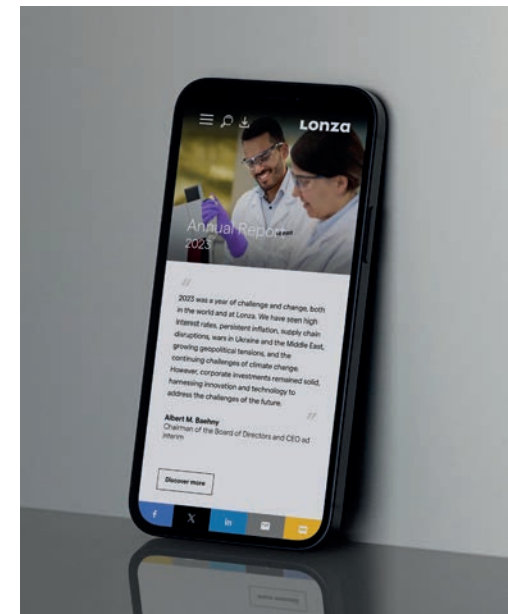 Lonza
Annual Report
2023
"
2023 was a year of challenge and change, both
in the world and at Lonza. We have seen high
interest rates, persistent inflation, supply chain
disruptions, wars in Ukraine and the Middle East,
growing geopolitical tensions, and the
continuing challenges of climate change.
However, corporate investments remained solid,
harnessing innovation and technology to
address the challenges of the future.
"
Albert M. Baehny
Chairman of the Board of Directors and CEO ad
interim
Discover more
f X in
Discover more